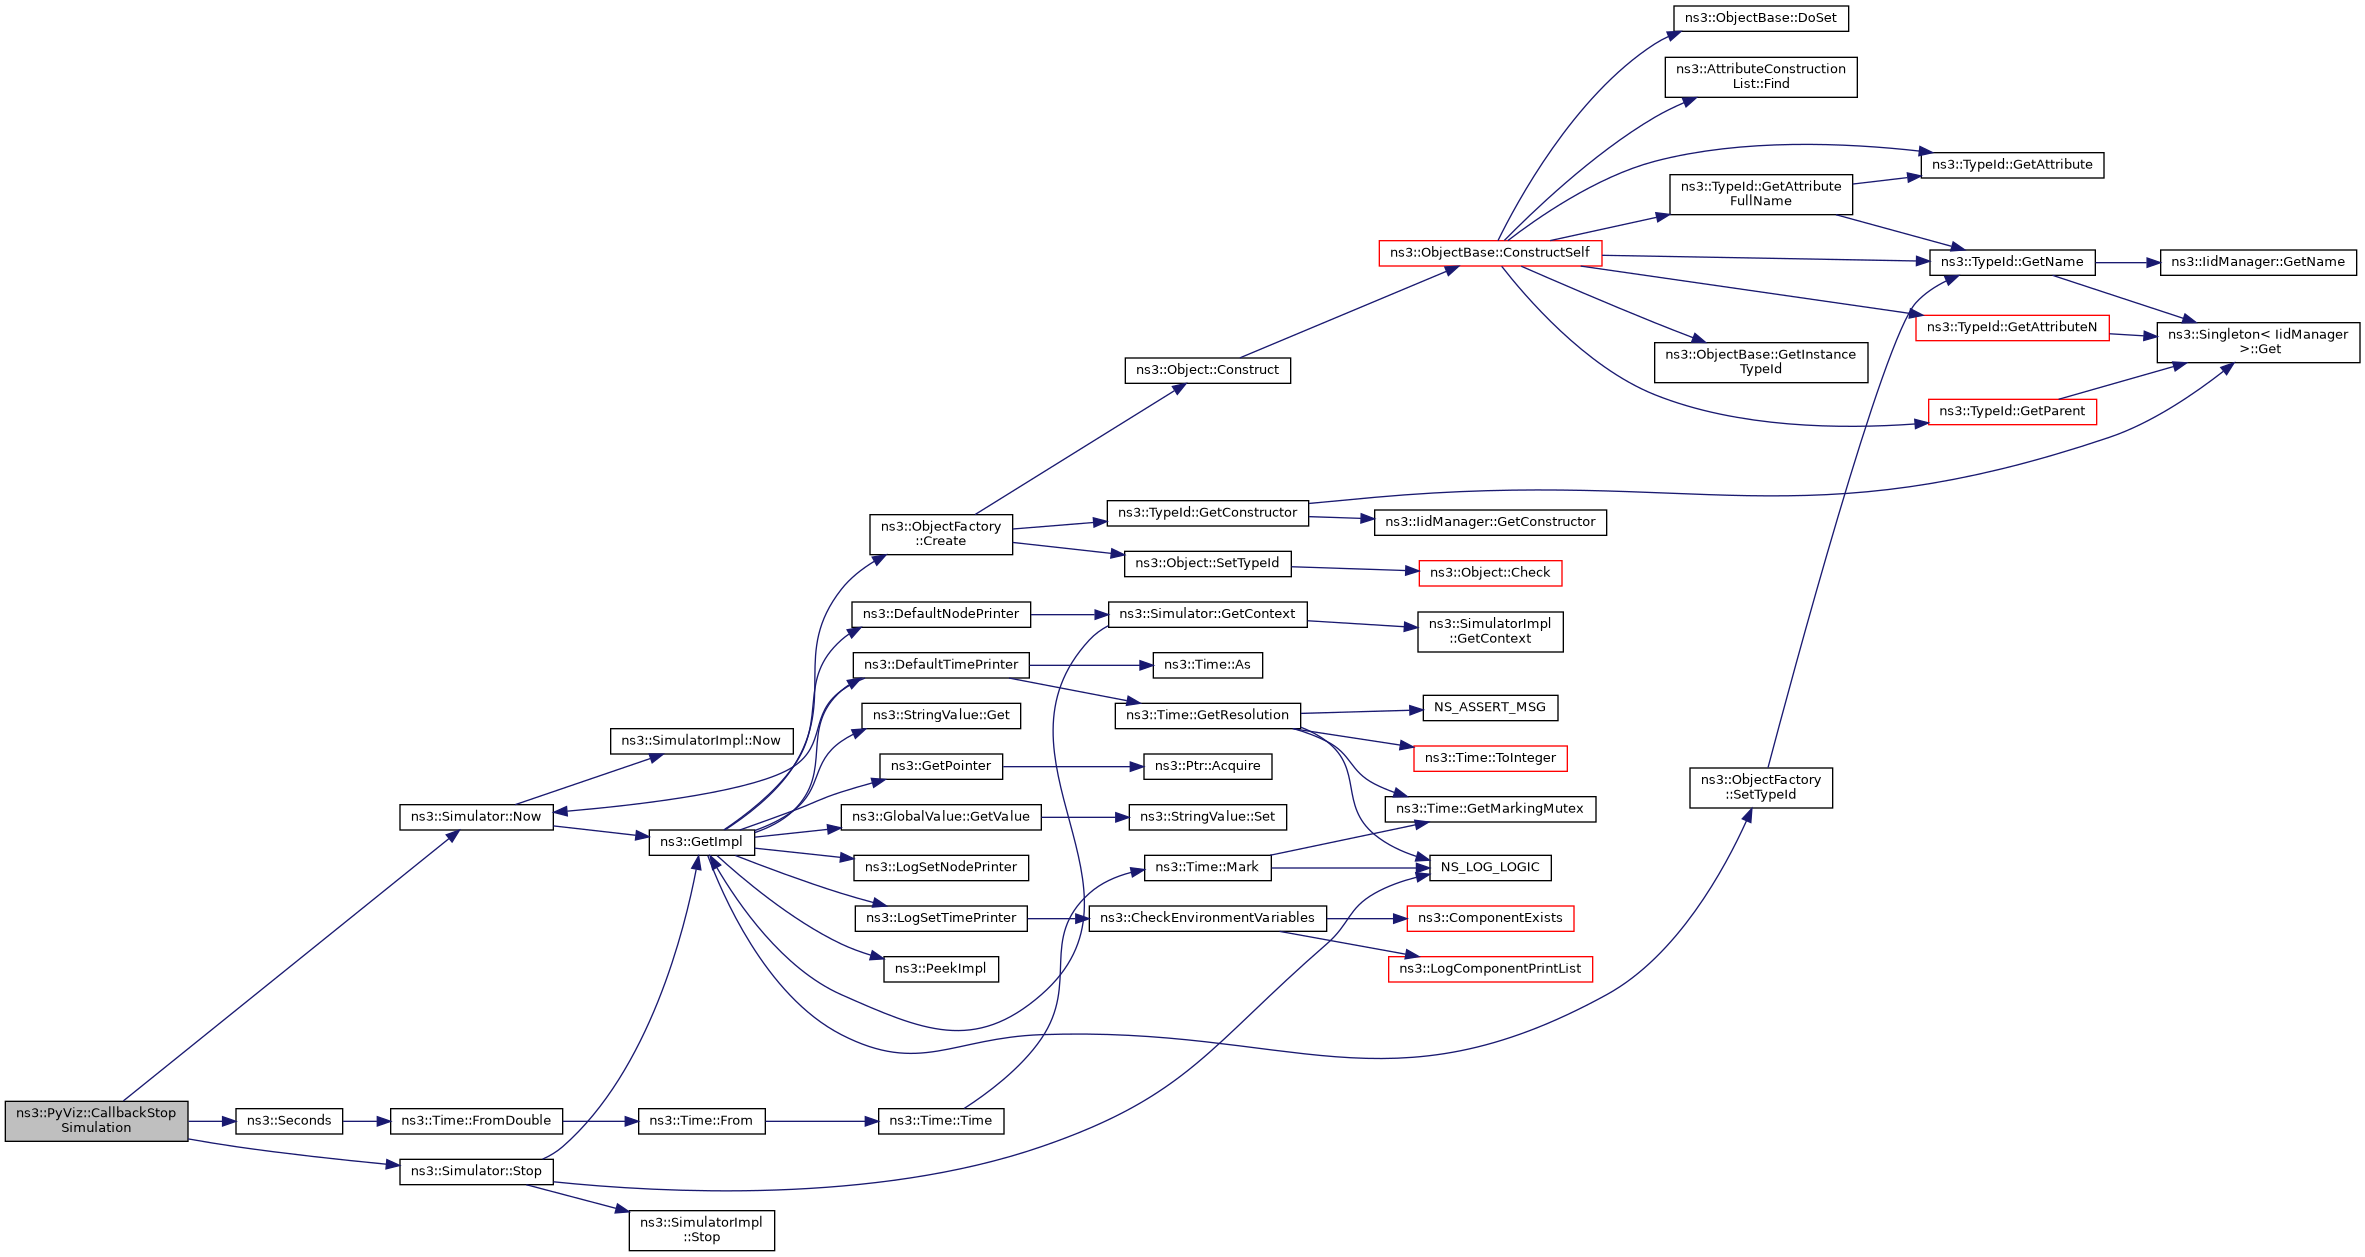 ns3::ObjectBase::DoSet
ns3::AttributeConstruction
List::Find
ns3::TypeId::GetAttribute
ns3::TypeId::GetAttribute
FullName
ns3::ObjectBase::ConstructSelf
ns3::TypeId::GetName
ns3::IidManager::GetName
ns3::TypeId::GetAttributeN
ns3::Singleton< IidManager
>::Get
ns3::ObjectBase::GetInstance
TypeId
ns3::Object::Construct
ns3::TypeId::GetParent
ns3::ObjectFactory
::Create
ns3::TypeId::GetConstructor
ns3::IidManager::GetConstructor
ns3::Object::SetTypeId
ns3::Object::Check
ns3::DefaultNodePrinter
ns3::Simulator::GetContext
ns3::SimulatorImpl
::GetContext
ns3::DefaultTimePrinter
ns3::Time::As
ns3::StringValue::Get
ns3::Time::GetResolution
NS_ASSERT_MSG
ns3::SimulatorImpl::Now
ns3::GetPointer
ns3::Ptr::Acquire
ns3::Time::ToInteger
ns3::ObjectFactory
::SetTypeId
ns3::Simulator::Now
ns3::GetImpl
ns3::GlobalValue::GetValue
ns3::StringValue::Set
ns3::Time::GetMarkingMutex
ns3::LogSetNodePrinter
ns3::Time::Mark
NS_LOG_LOGIC
ns3::LogSetTimePrinter
ns3::CheckEnvironmentVariables
ns3::ComponentExists
ns3::PeekImpl
ns3::LogComponentPrintList
ns3::PyViz::CallbackStop
Simulation
ns3::Seconds
ns3::Time::FromDouble
ns3::Time::From
ns3::Time::Time
ns3::Simulator::Stop
ns3::SimulatorImpl
::Stop